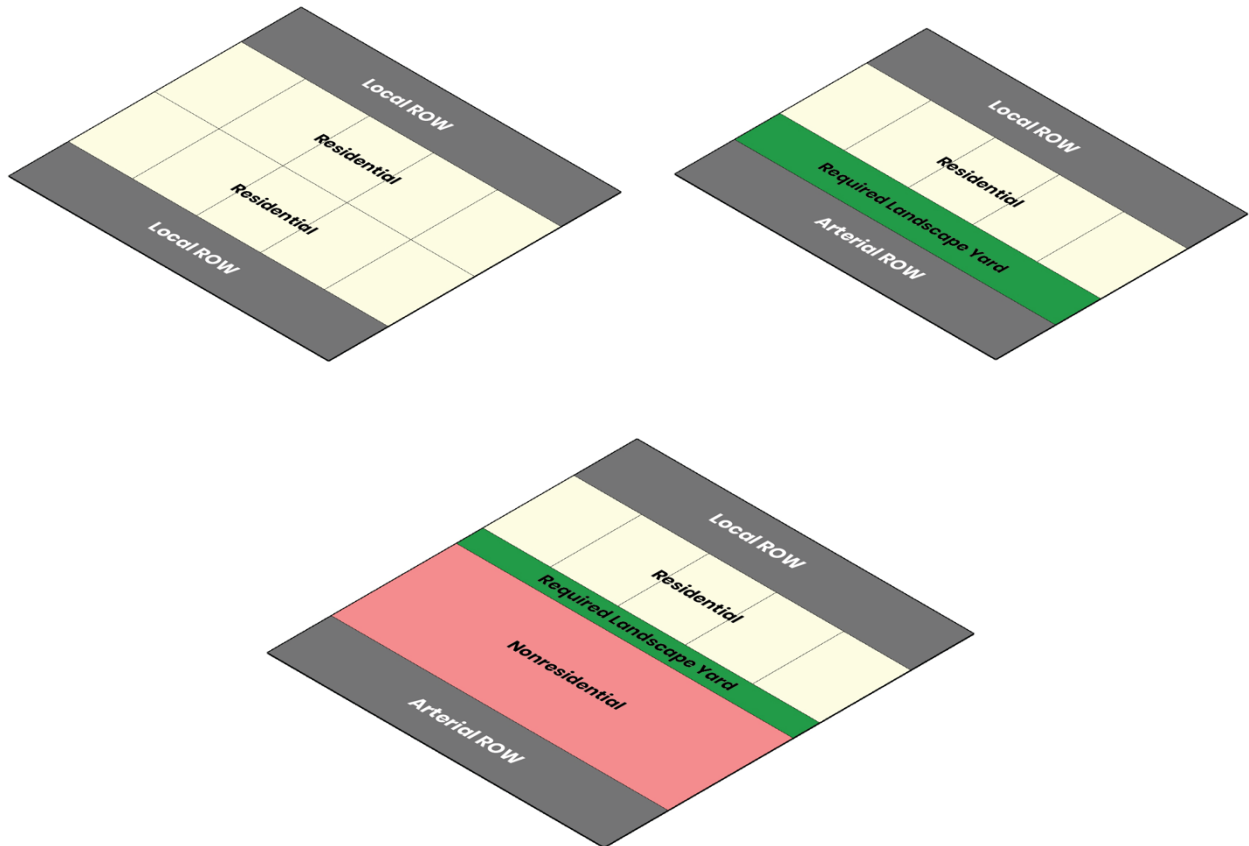 Local ROW
Residential
Residential
Local ROW
Local ROW
Residential
Required Landscape Yard
Arterial ROW
Local ROW
Residential
Required Landscape Yard
Nonresidential
Arterial ROW